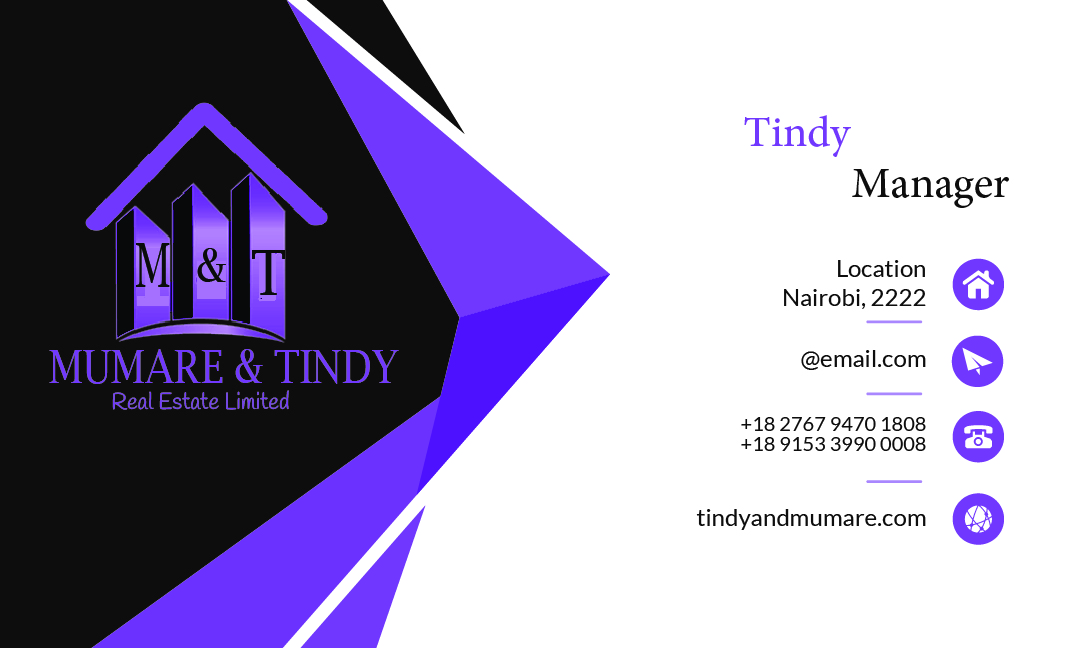 M & T
MUMARE & TINDY
Real Estate Limited
Tindy
Manager
Location
Nairobi, 2222
@email.com
+18 2767 9470 1808
+18 9153 3990 0008
tindyandmumare.com